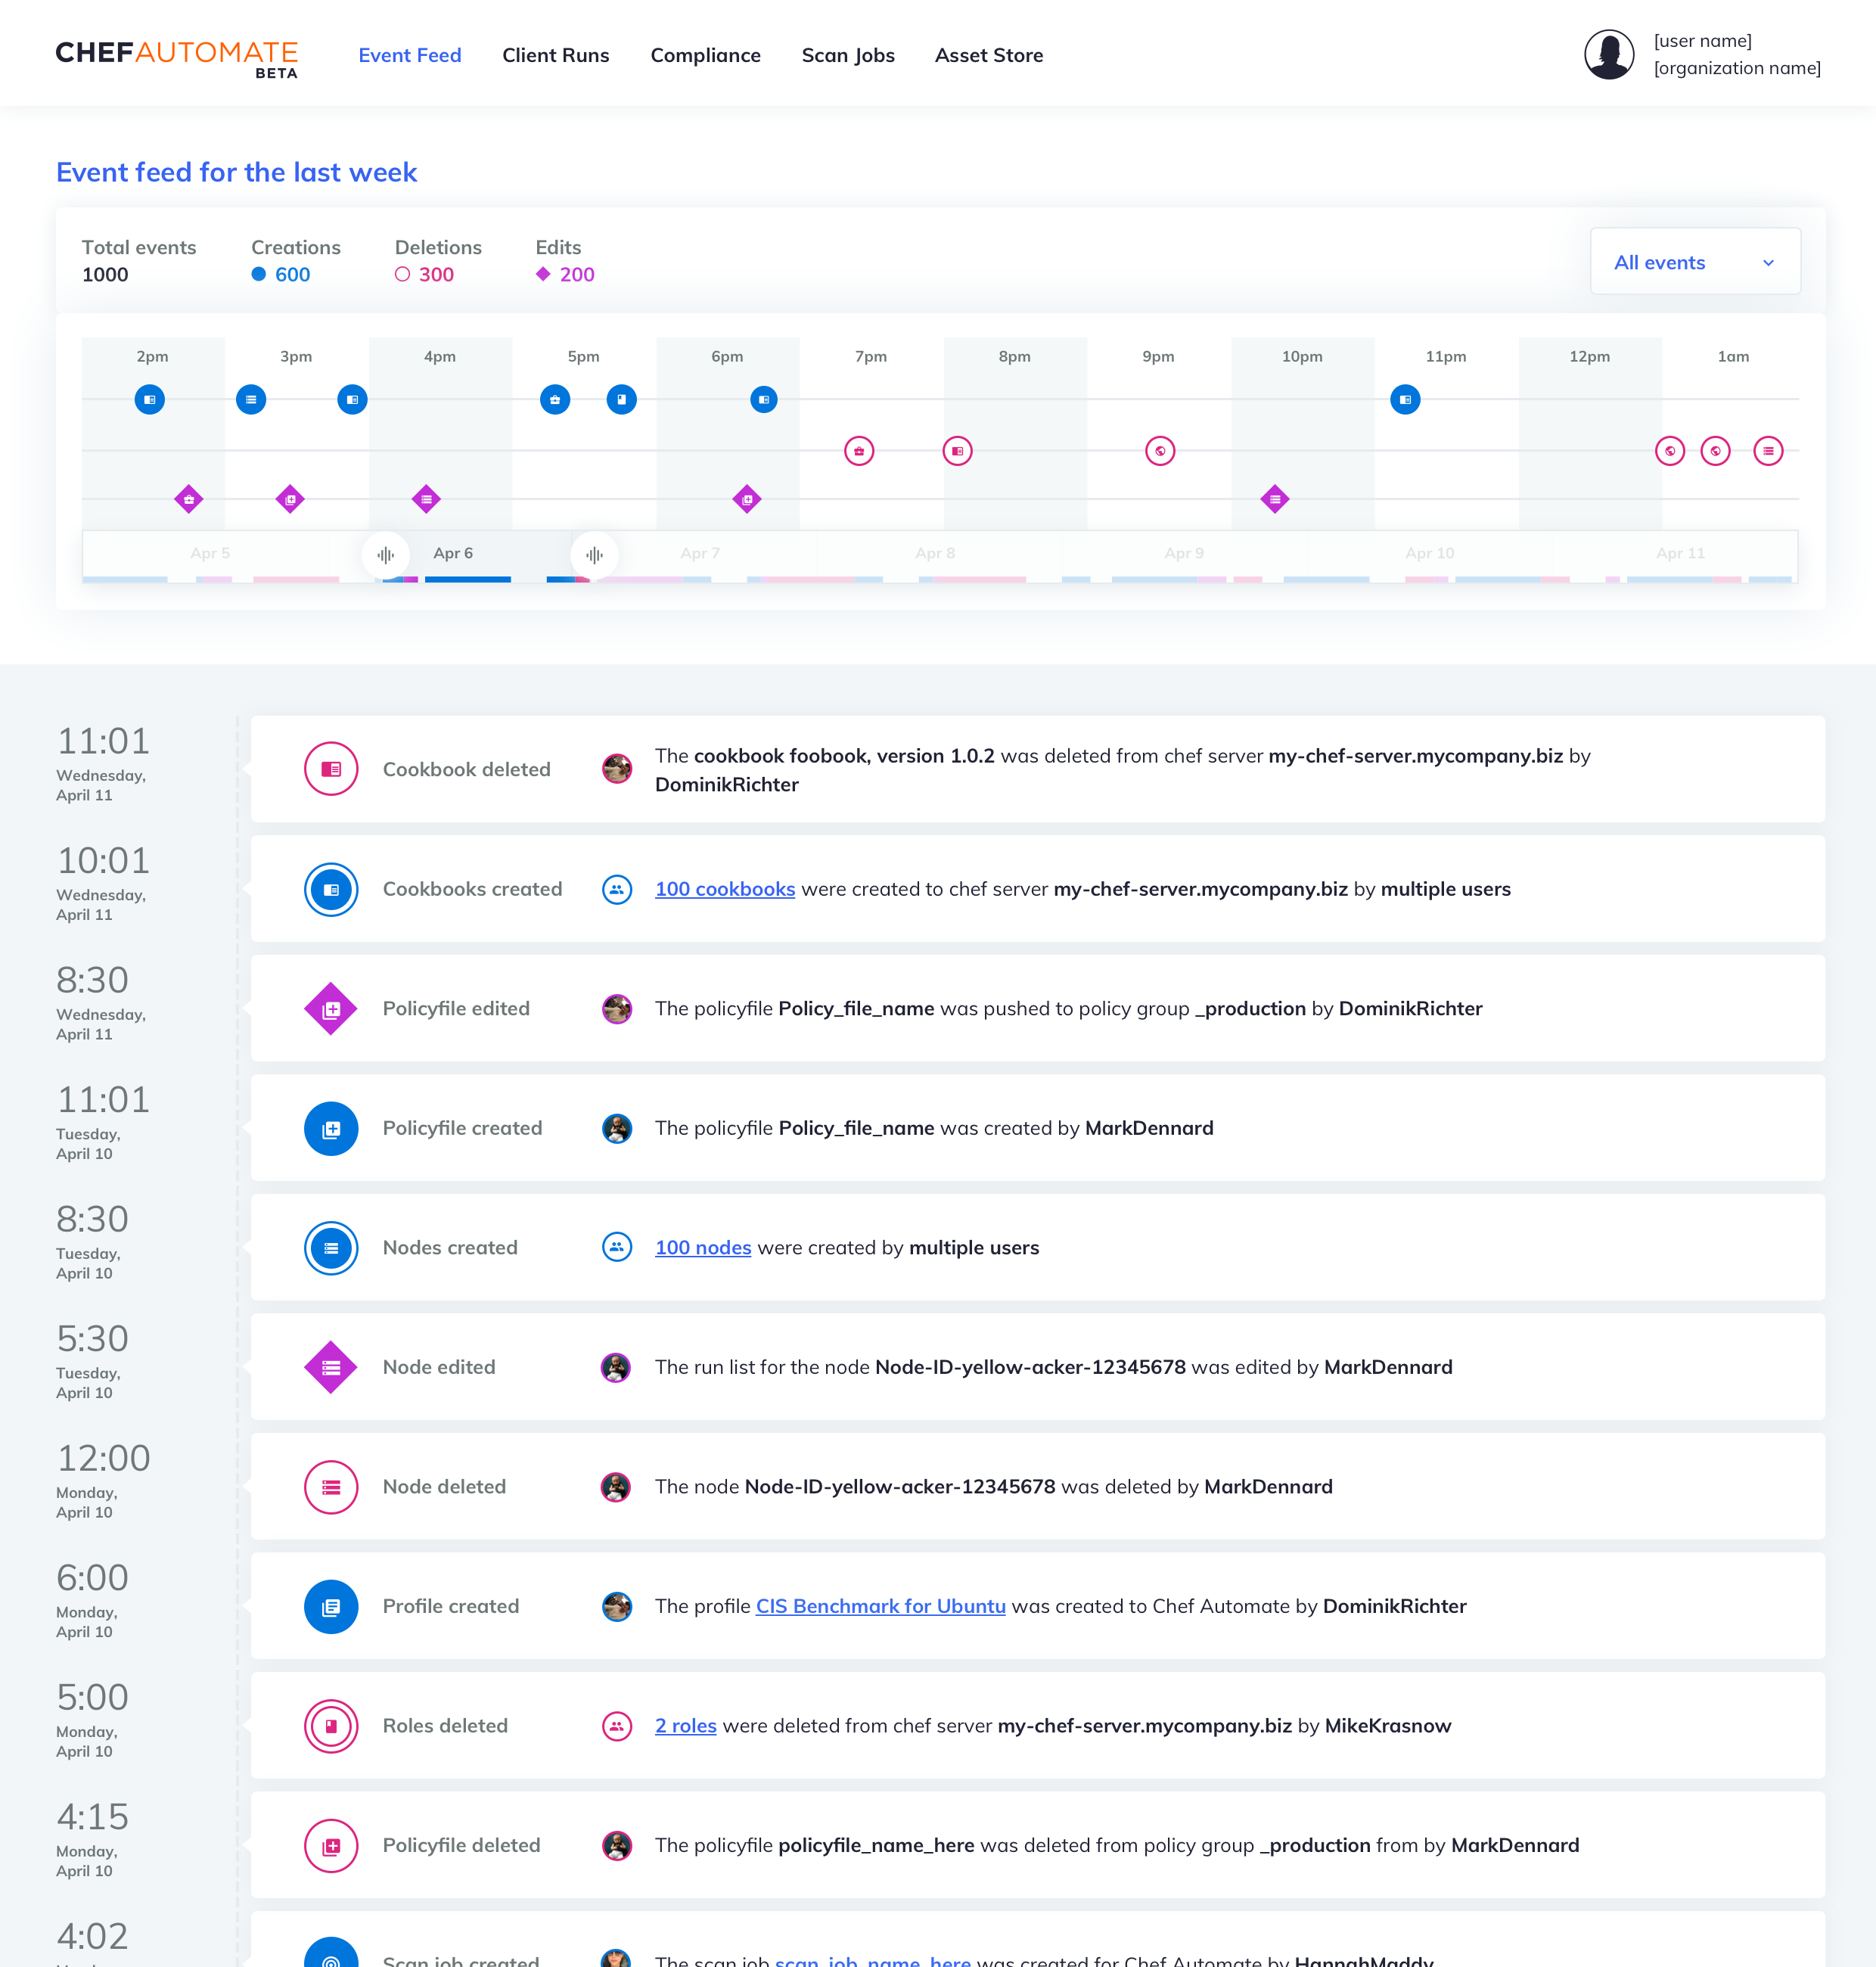 CHEFAUTOMATE
BETA
Event Feed Client Runs Compliance Scan Jobs Asset Store
[user name]
[organization name]
Event feed for the last week
Total events Creations Deletions Edits
1000 600 300 200
All events
2pm 3pm 4pm 5pm 6pm 7pm 8pm 9pm 10pm 11pm 12pm 1am
Apr 5 Apr 6 Apr 7 Apr 8 Apr 9 Apr 10 Apr 11
11:01
Wednesday,
April 11
Cookbook deleted
The cookbook foobook, version 1.0.2 was deleted from chef server my-chef-server.mycompany.biz by
DominikRichter
10:01
Wednesday,
April 11
Cookbooks created
100 cookbooks were created to chef server my-chef-server.mycompany.biz by multiple users
8:30
Wednesday,
April 11
Policyfile edited
The policyfile Policy_file_name was pushed to policy group _production by DominikRichter
11:01
Tuesday,
April 10
Policyfile created
The policyfile Policy_file_name was created by MarkDennard
8:30
Tuesday,
April 10
Nodes created
100 nodes were created by multiple users
5:30
Tuesday,
April 10
Node edited
The run list for the node Node-ID-yellow-acker-12345678 was edited by MarkDennard
12:00
Monday,
April 10
Node deleted
The node Node-ID-yellow-acker-12345678 was deleted by MarkDennard
6:00
Monday,
April 10
Profile created
The profile CIS Benchmark for Ubuntu was created to Chef Automate by DominikRichter
5:00
Monday,
April 10
Roles deleted
2 roles were deleted from chef server my-chef-server.mycompany.biz by MikeKrasnow
4:15
Monday,
April 10
Policyfile deleted
The policyfile policyfile_name_here was deleted from policy group _production from by MarkDennard
4:02
Scan job created
The scan job scan_job_name_here was created for Chef Automate by HannahMaddy